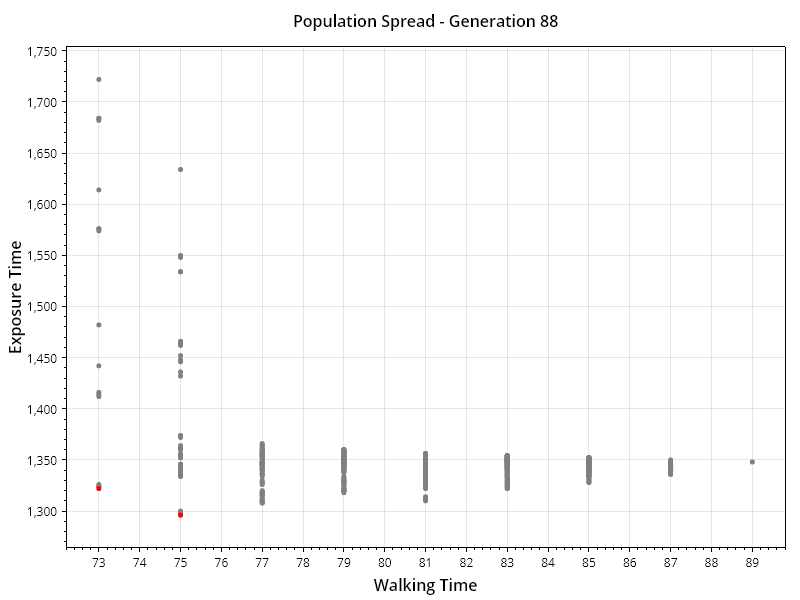 Population Spread - Generation 88
1,750
1,700
1,650
1,600
1,550
1,500
1,450
1,400
1,350
1,300
Exposure Time
73 74 75 76 77 78 79 80 81 82 83 84 85 86 87 88 89
Walking Time